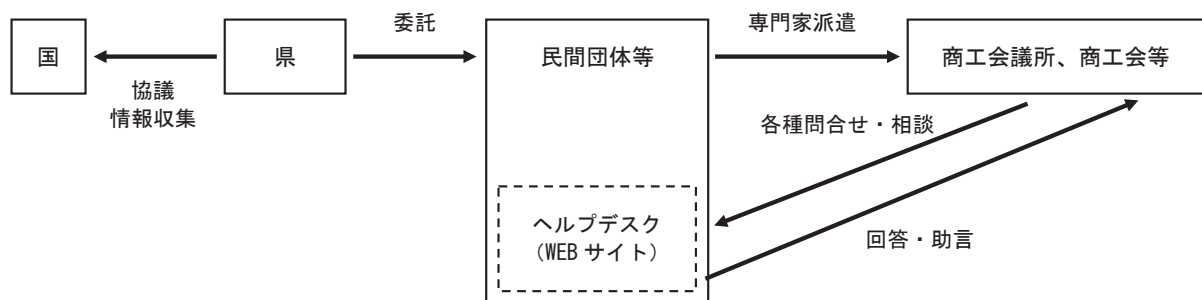 国
県
委託
民間団体等
専門家派遣
商工会議所、商工会等
協議
情報収集
各種問合せ・相談
ヘルプデスク
（WEB サイト）
回答・助言